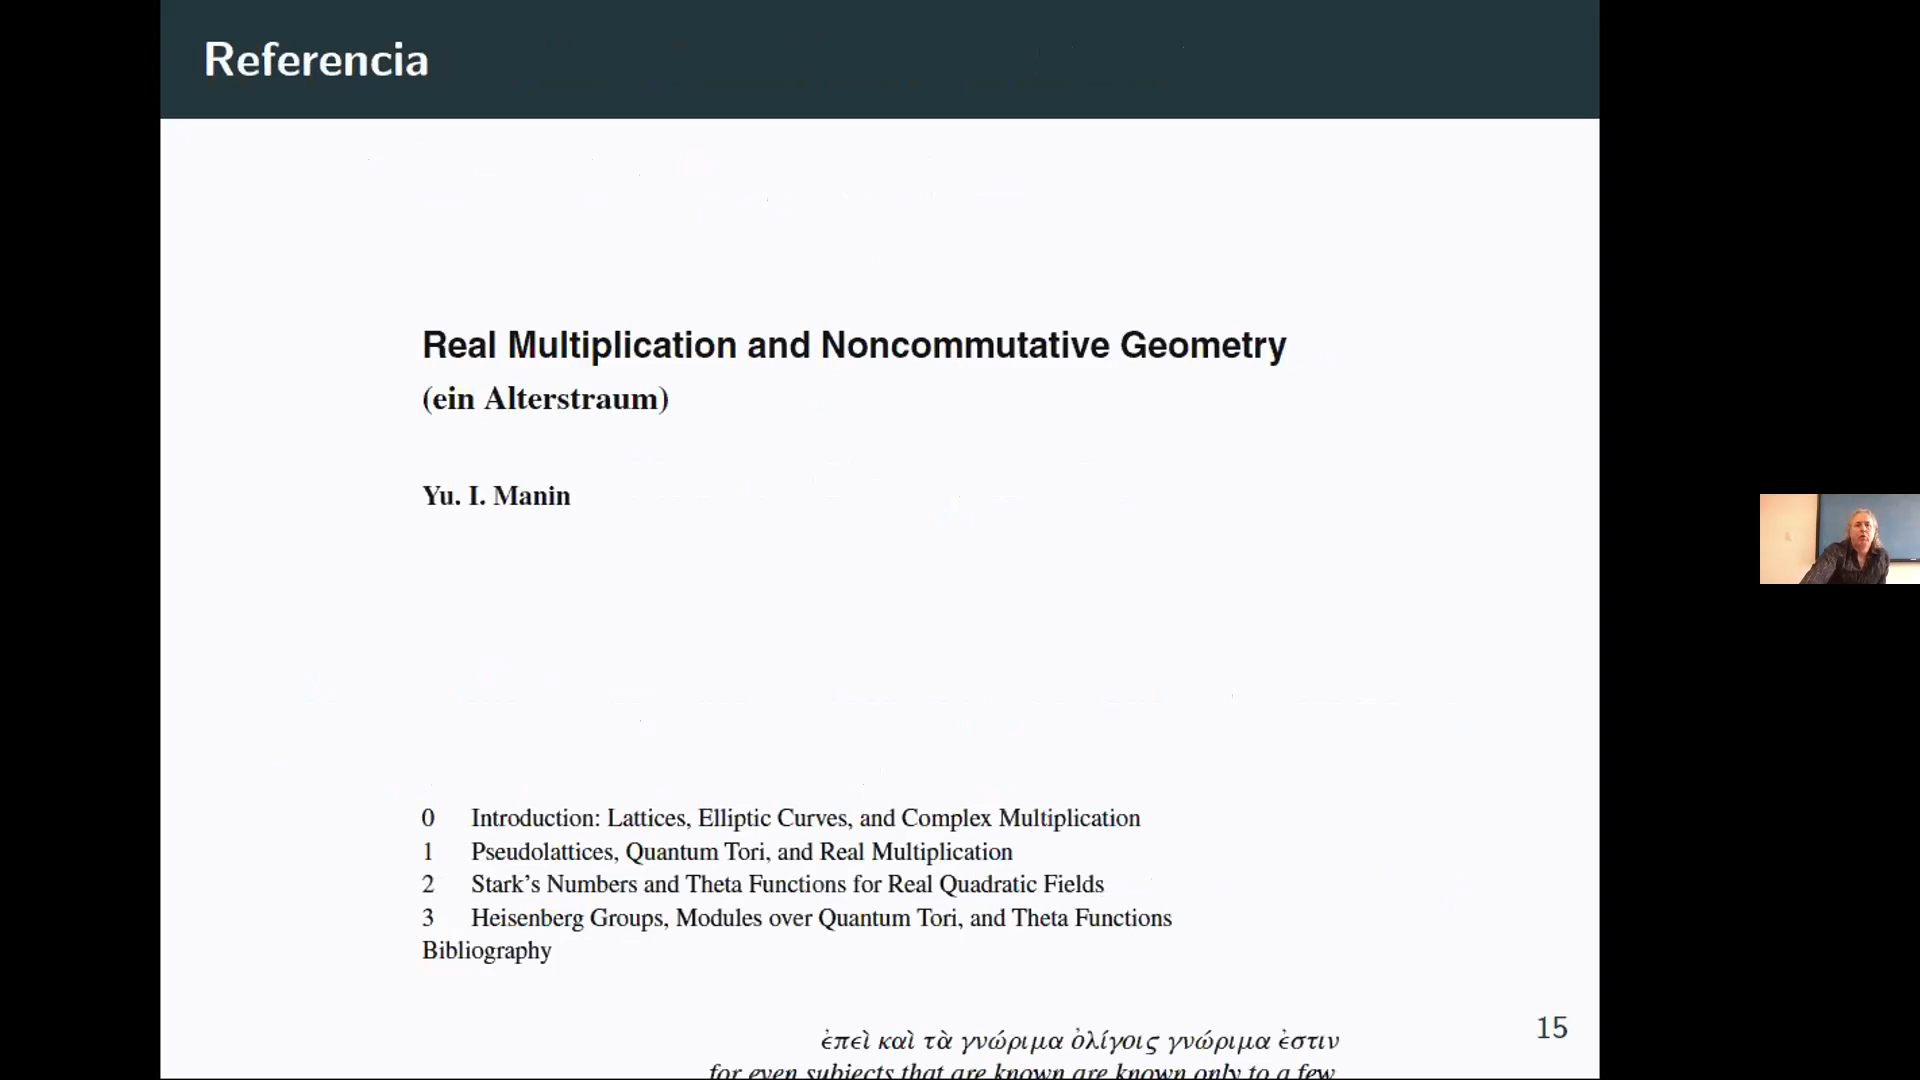 Referencia
Real Multiplication and Noncommutative Geometry
(ein Alterstraum)
Yu. I. Manin
0 Introduction: Lattices, Elliptic Curves, and Complex Multiplication
1 Pseudolattices, Quantum Tori, and Real Multiplication
2 Stark’s Numbers and Theta Functions for Real Quadratic Fields
3 Heisenberg Groups, Modules over Quantum Tori, and Theta Functions
Bibliography
15
ἐπεὶ καὶ τὰ γνώριμα ὀλίγοις γνώριμα ἐστιν
for even subjects that are known are known only to a few